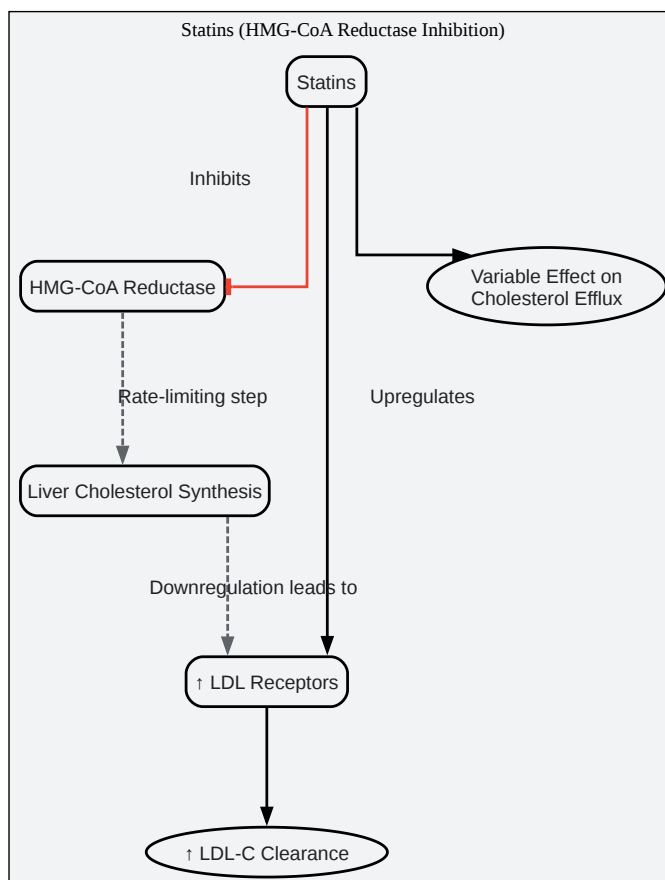 Statins (HMG-CoA Reductase Inhibition)
Statins
Inhibits
HMG-CoA Reductase
Variable Effect on
Cholesterol Efflux
Rate-limiting step
Upregulates
Liver Cholesterol Synthesis
Downregulation leads to
↑ LDL Receptors
↑ LDL-C Clearance